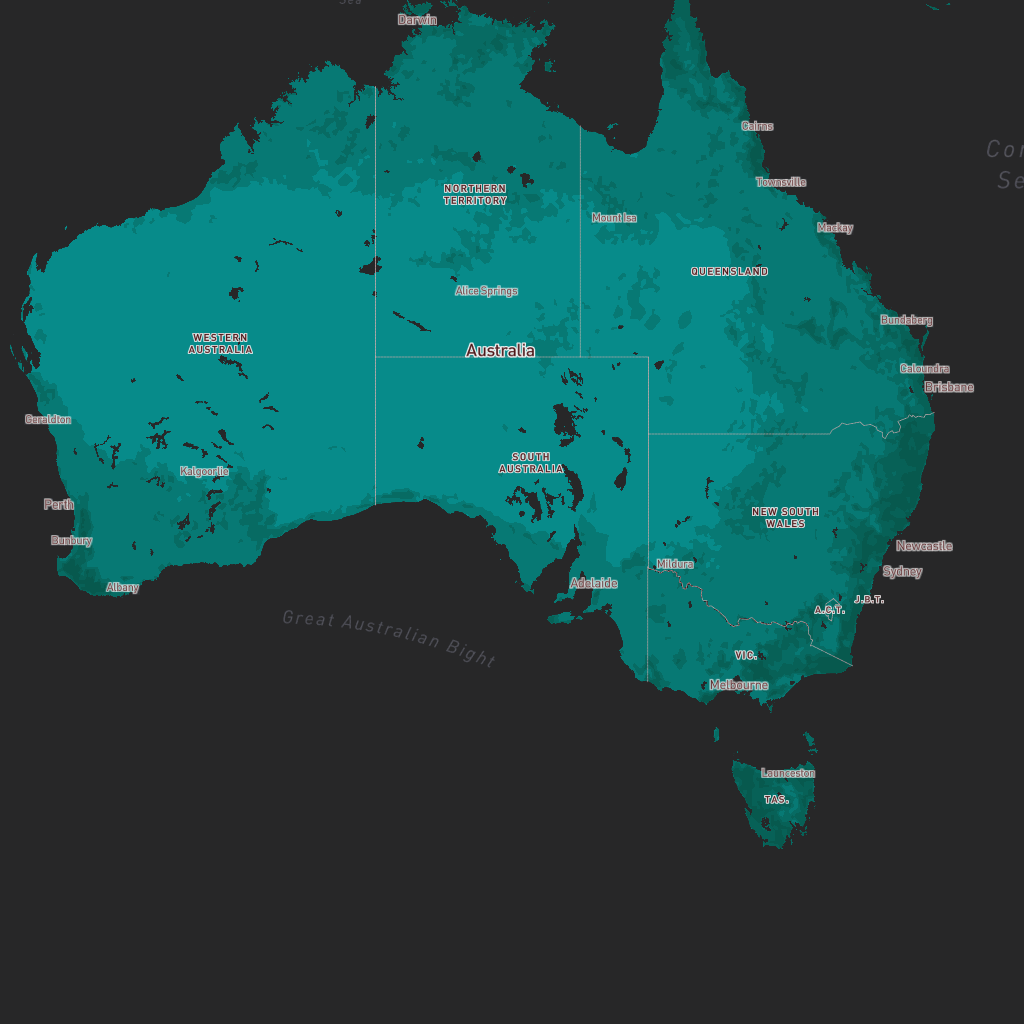 Sea
Darwin
Cairns
Townsville
NORTHERN
TERRITORY
Mount Isa
Mackay
QUEENSLAND
Alice Springs
Bundaberg
WESTERN
AUSTRALIA
Australia
Caloundra
Brisbane
Geraldton
SOUTH
AUSTRALIA
Kalgoorlie
Perth
NEW SOUTH
WALES
Bunbury
Newcastle
Mildura
Sydney
Adelaide
Albany
J.B.T.
A.C.T.
Great Australian Bight
VIC.
Melbourne
Launceston
TAS.